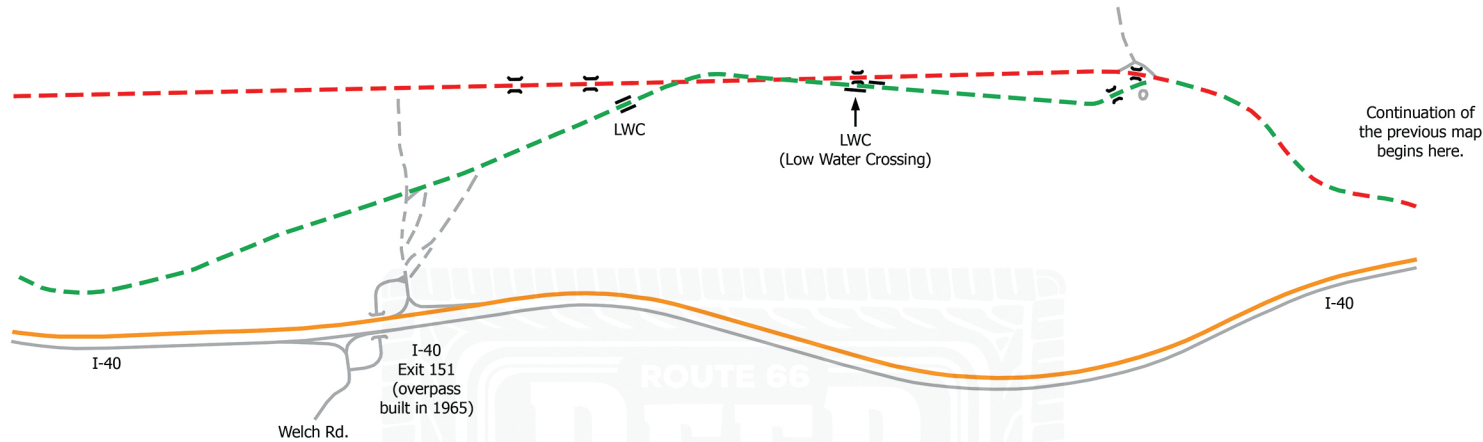 Continuation of
the previous map
begins here.
LWC
LWC
(Low Water Crossing)
I-40
I-40
I-40
Exit 151
(overpass
built in 1965)
Welch Rd.
ROUTE 66
DEEP